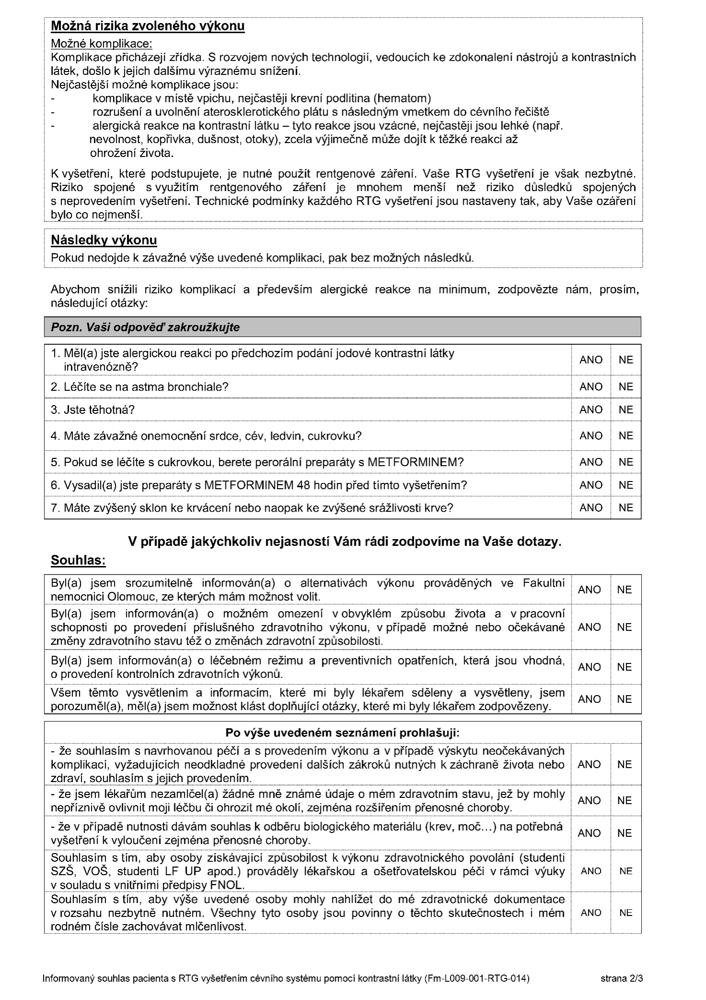 Možná rizika zvoleného výkonu
Možné komplikace:
Komplikace přicházejí zřídka. S rozvojem nových technologií, vedoucích ke zdokonalení nástrojů a kontrastních
látek, došlo k jejich dalšímu výraznému snížení.
Nejčastější možné komplikace jsou:
- komplikace v místě vpichu, nejčastěji krevní podlitina (hematom)
- rozrušení a uvolnění aterosklerotického plátu s následným vmetkem do cévního řečiště
- alergická reakce na kontrastní látku – tyto reakce jsou vzácné, nejčastěji jsou lehké (např.
nevolnost, kopřivka, dušnost, otoky), zcela výjimečně může dojít k těžké reakci až
ohrožení života.
K vyšetření, které podstupujete, je nutné použít rentgenové záření. Vaše RTG vyšetření je však nezbytné.
Riziko spojené s využitím rentgenového záření je mnohem menší než riziko důsledků spojených
s neprovedením vyšetření. Technické podmínky každého RTG vyšetření jsou nastaveny tak, aby Vaše ozáření
bylo co nejmenší.
Následky výkonu
Pokud nedojde k závažné výše uvedené komplikaci, pak bez možných následků.
Abychom snížili riziko komplikací a především alergické reakce na minimum, zodpovězte nám, prosím,
následující otázky:
Pozn. Vaši odpověď zakroužkujte
1. Měl(a) jste alergickou reakci po předchozím podání jodové kontrastní látky
intravenózně? ANO NE
2. Léčíte se na astma bronchiale? ANO NE
3. Jste těhotná? ANO NE
4. Máte závažné onemocnění srdce, cév, ledvin, cukrovku? ANO NE
5. Pokud se léčíte s cukrovkou, berete perorální preparáty s METFORMINEM? ANO NE
6. Vysadil(a) jste preparáty s METFORMINEM 48 hodin před tímto vyšetřením? ANO NE
7. Máte zvýšený sklon ke krvácení nebo naopak ke zvýšené srážlivosti krve? ANO NE
V případě jakýchkoliv nejasností Vám rádi zodpovíme na Vaše dotazy.
Souhlas:
Byl(a) jsem srozumitelně informován(a) o alternativách výkonu prováděných ve Fakultní
nemocnici Olomouc, ze kterých mám možnost volit. ANO NE
Byl(a) jsem informován(a) o možném omezení v obvyklém způsobu života a v pracovní
schopnosti po provedení příslušného zdravotního výkonu, v případě možné nebo očekávané ANO NE
změny zdravotního stavu též o změnách zdravotní způsobilosti.
Byl(a) jsem informován(a) o léčebném režimu a preventivních opatřeních, která jsou vhodná,
o provedení kontrolních zdravotních výkonů. ANO NE
Všem těmto vysvětlením a informacím, které mi byly lékařem sděleny a vysvětleny, jsem
porozuměl(a), měl(a) jsem možnost klást doplňující otázky, které mi byly lékařem zodpovězeny. ANO NE
Po výše uvedeném seznámení prohlašuji:
- že souhlasím s navrhovanou péčí a s provedením výkonu a v případě výskytu neočekávaných
komplikací, vyžadujících neodkladné provedení dalších zákroků nutných k záchraně života nebo ANO NE
zdraví, souhlasím s jejich provedením.
- že jsem lékařům nezamlčel(a) žádné mně známé údaje o mém zdravotním stavu, jež by mohly
nepříznivě ovlivnit moji léčbu či ohrozit mé okolí, zejména rozšířením přenosné choroby. ANO NE
- že v případě nutnosti dávám souhlas k odběru biologického materiálu (krev, moč…) na potřebná
vyšetření k vyloučení zejména přenosné choroby. ANO NE
Souhlasím s tím, aby osoby získávající způsobilost k výkonu zdravotnického povolání (studenti
SZŠ, VOŠ, studenti LF UP apod.) prováděly lékařskou a ošetřovatelskou péči v rámci výuky ANO NE
v souladu s vnitřními předpisy FNOL.
Souhlasím s tím, aby výše uvedené osoby mohly nahlížet do mé zdravotnické dokumentace
v rozsahu nezbytně nutném. Všechny tyto osoby jsou povinny o těchto skutečnostech i mém ANO NE
rodném čísle zachovávat mlčenlivost.
Informovaný souhlas pacienta s RTG vyšetřením cévního systému pomocí kontrastní látky (Fm-L009-001-RTG-014) strana 2/3